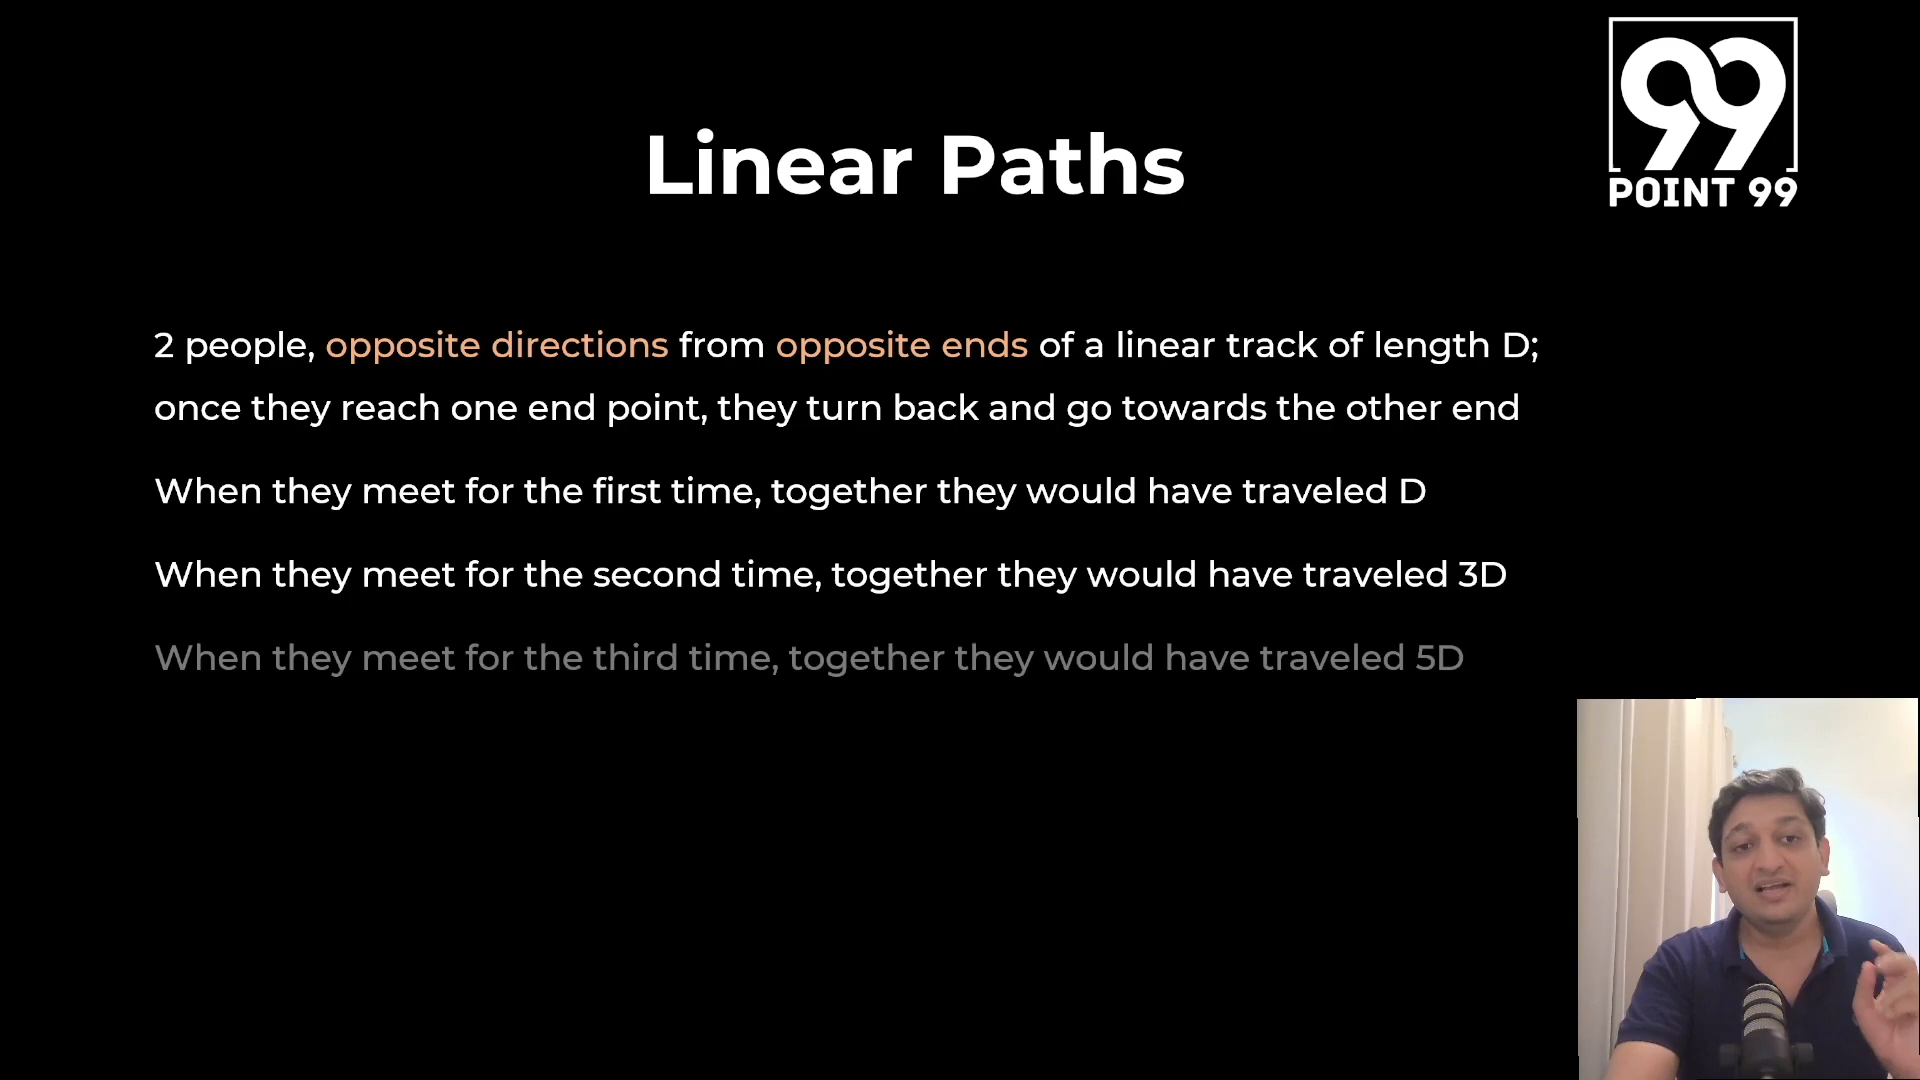 99
POINT 99
Linear Paths
2 people, opposite directions from opposite ends of a linear track of length D;
once they reach one end point, they turn back and go towards the other end
When they meet for the first time, together they would have traveled D
When they meet for the second time, together they would have traveled 3D
When they meet for the third time, together they would have traveled 5D